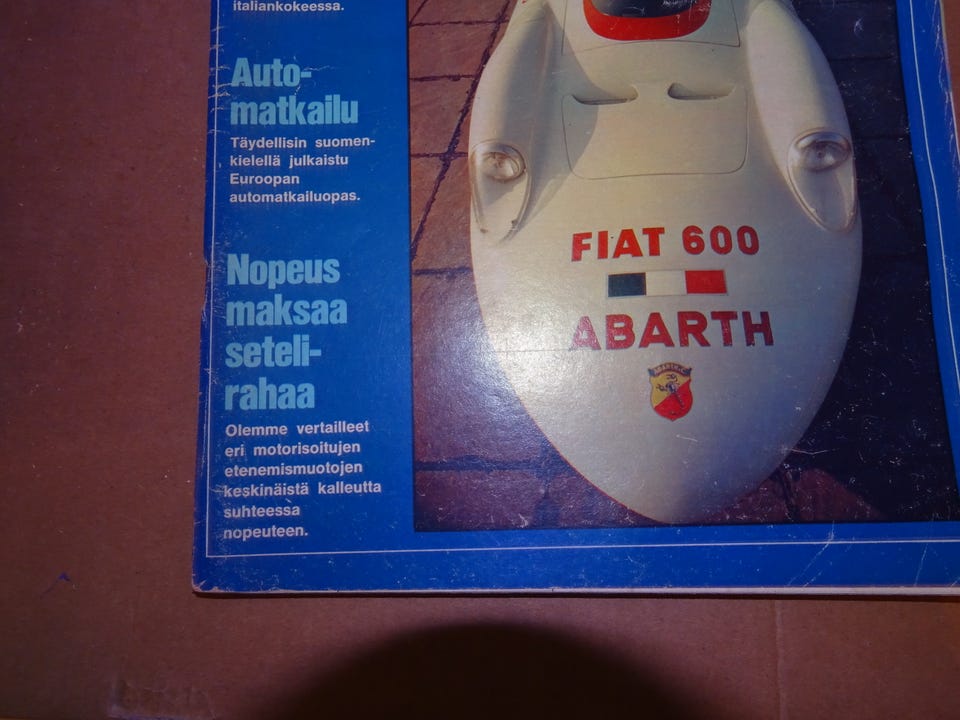 italiankokeessa.
Auto-
matkailu
Täydellisin suomen-
kielellä julkaistu
Euroopan
automatkailuopas.
Nopeus
maksaa
seteli-
rahaa
Olemme vertailleet
eri motorisoitujen
etenemismuotojen
keskinäistä kalleutta
suhteessa
nopeuteen.
FIAT 600
ABARTH